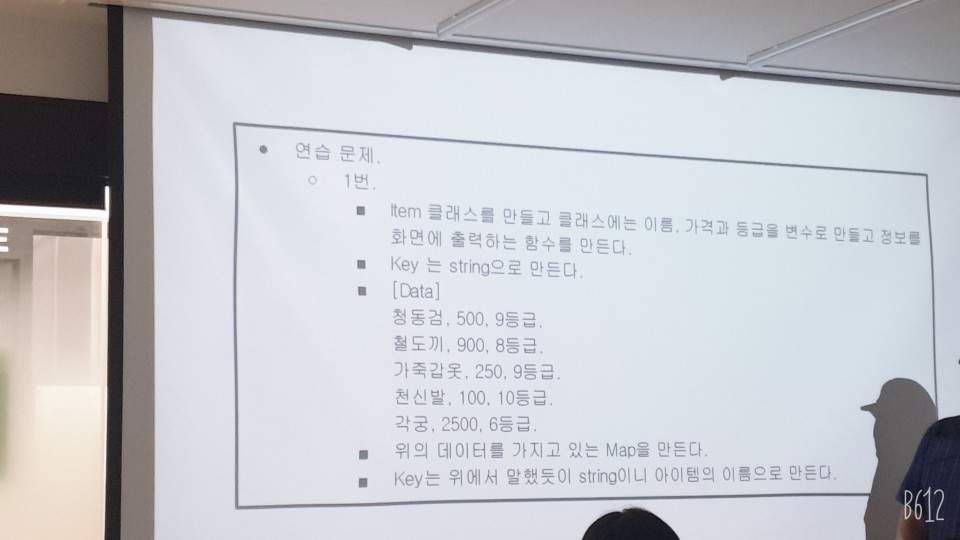 ● 연습 문제.
○ 1번.
■ Item 클래스를 만들고 클래스에는 이름, 가격과 등급을 변수로 만들고 정보를
화면에 출력하는 함수를 만든다.
■ Key 는 string으로 만든다.
■ [Data]
청동검, 500, 9등급.
철도끼, 900, 8등급.
가죽갑옷, 250, 9등급.
천신발, 100, 10등급.
각궁, 2500, 6등급.
■ 위의 데이터를 가지고 있는 Map을 만든다.
■ Key는 위에서 말했듯이 string이니 아이템의 이름으로 만든다.
B612